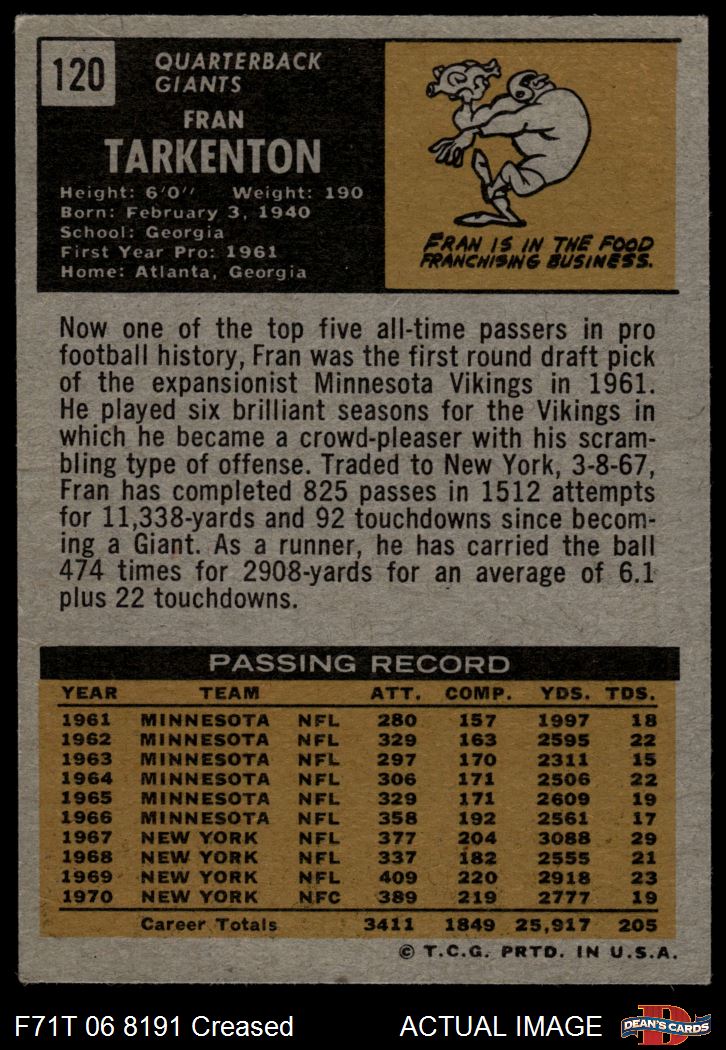 120
QUARTERBACK
GIANTS
FRAN
TARKENTON
Height: 6'0" Weight: 190
Born: February 3, 1940
School: Georgia
First Year Pro: 1961
Home: Atlanta, Georgia
FRAN IS IN THE FOOD
FRANCHISING BUSINESS.
Now one of the top five all-time passers in pro
football history, Fran was the first round draft pick
of the expansionist Minnesota Vikings in 1961.
He played six brilliant seasons for the Vikings in
which he became a crowd-pleaser with his scram-
bling type of offense. Traded to New York, 3-8-67,
Fran has completed 825 passes in 1512 attempts
for 11,338-yards and 92 touchdowns since becom-
ing a Giant. As a runner, he has carried the ball
474 times for 2908-yards for an average of 6.1
plus 22 touchdowns.
PASSING RECORD
YEAR TEAM ATT. COMP. YDS. TDS.
1961 MINNESOTA NFL 280 157 1997 18
1962 MINNESOTA NFL 329 163 2595 22
1963 MINNESOTA NFL 297 170 2311 15
1964 MINNESOTA NFL 306 171 2506 22
1965 MINNESOTA NFL 329 171 2609 19
1966 MINNESOTA NFL 358 192 2561 17
1967 NEW YORK NFL 377 204 3088 29
1968 NEW YORK NFL 337 182 2555 21
1969 NEW YORK NFL 409 220 2918 23
1970 NEW YORK NFC 389 219 2777 19
Career Totals 3411 1849 25,917 205
© T.C.G. PRTD. IN U.S.A.
F71T 06 8191 Creased ACTUAL IMAGE
D
DEAN'S CARDS